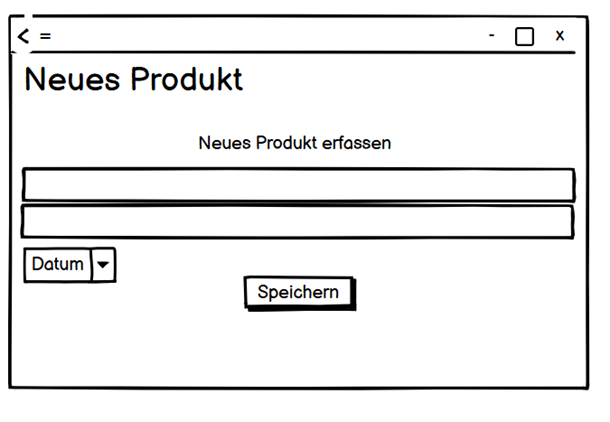 < = - x
Neues Produkt
Neues Produkt erfassen
Datum
Speichern